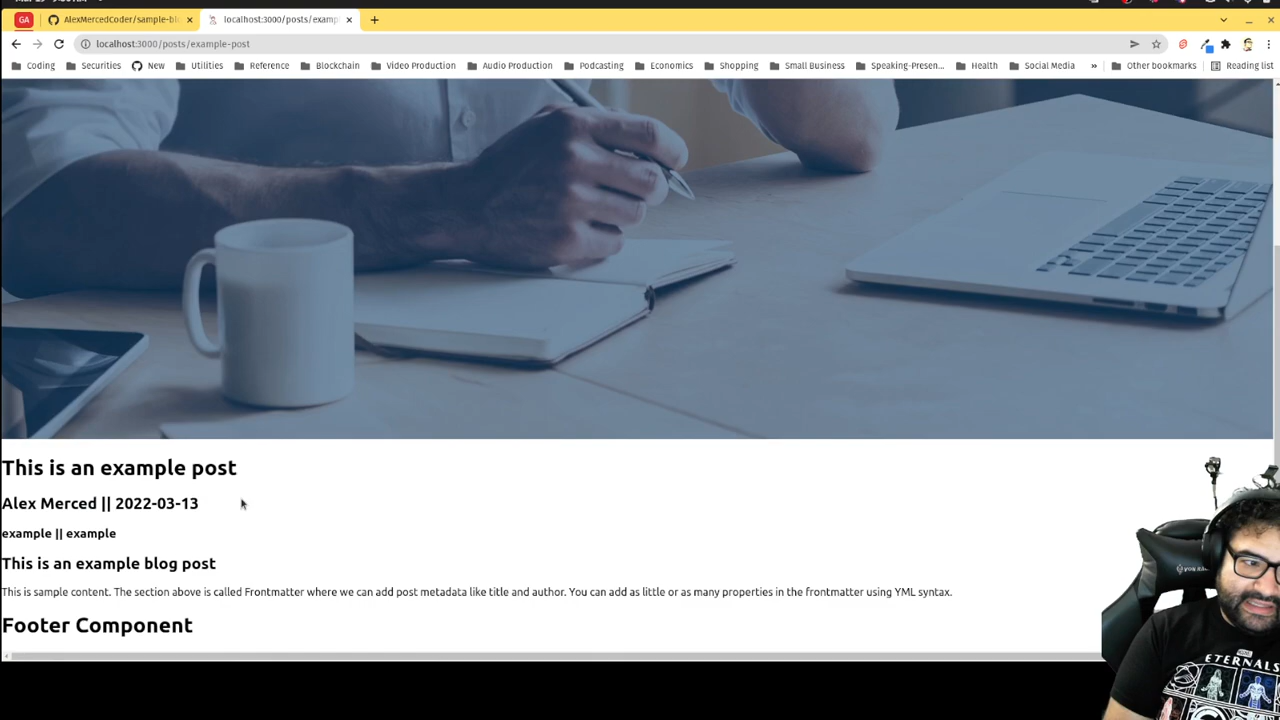 GA
AlexMercedCoder/sample-bl
localhost:3000/posts/examp
localhost:3000/posts/example-post
Coding Securities New Utilities Reference Blockchain Video Production Audio Production Podcasting Economics Shopping Small Business Speaking-Presen... Health Social Media » Other bookmarks Reading list
This is an example post
Alex Merced || 2022-03-13
example || example
This is an example blog post
This is sample content. The section above is called Frontmatter where we can add post metadata like title and author. You can add as little or as many properties in the frontmatter using YML syntax.
Footer Component
MARVEL
ETERNALS